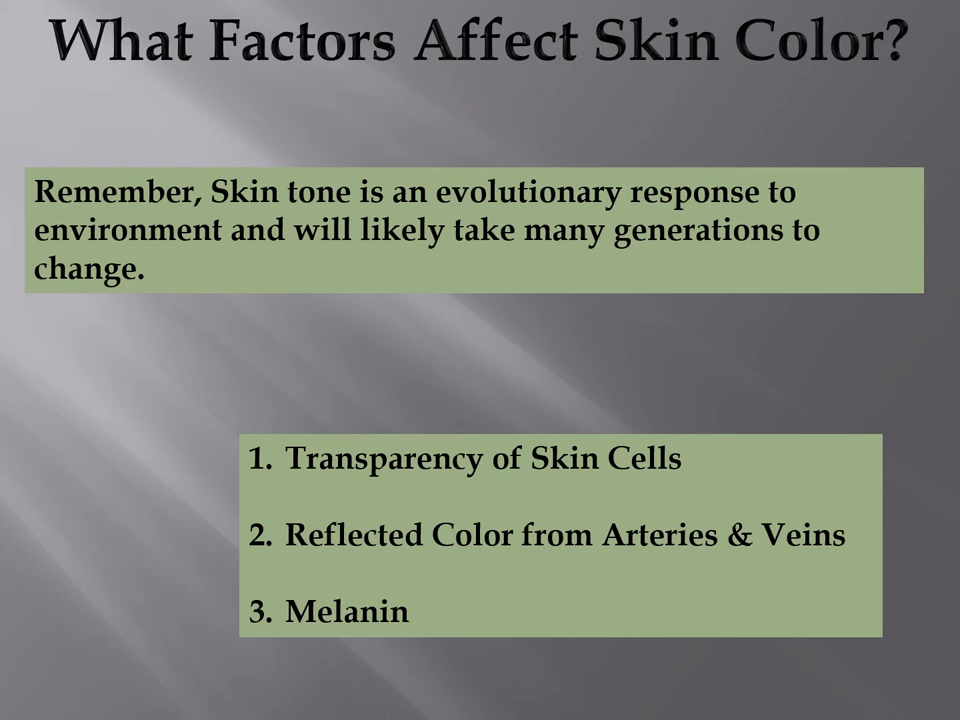 What Factors Affect Skin Color?
Remember, Skin tone is an evolutionary response to
environment and will likely take many generations to
change.
1. Transparency of Skin Cells
2. Reflected Color from Arteries & Veins
3. Melanin